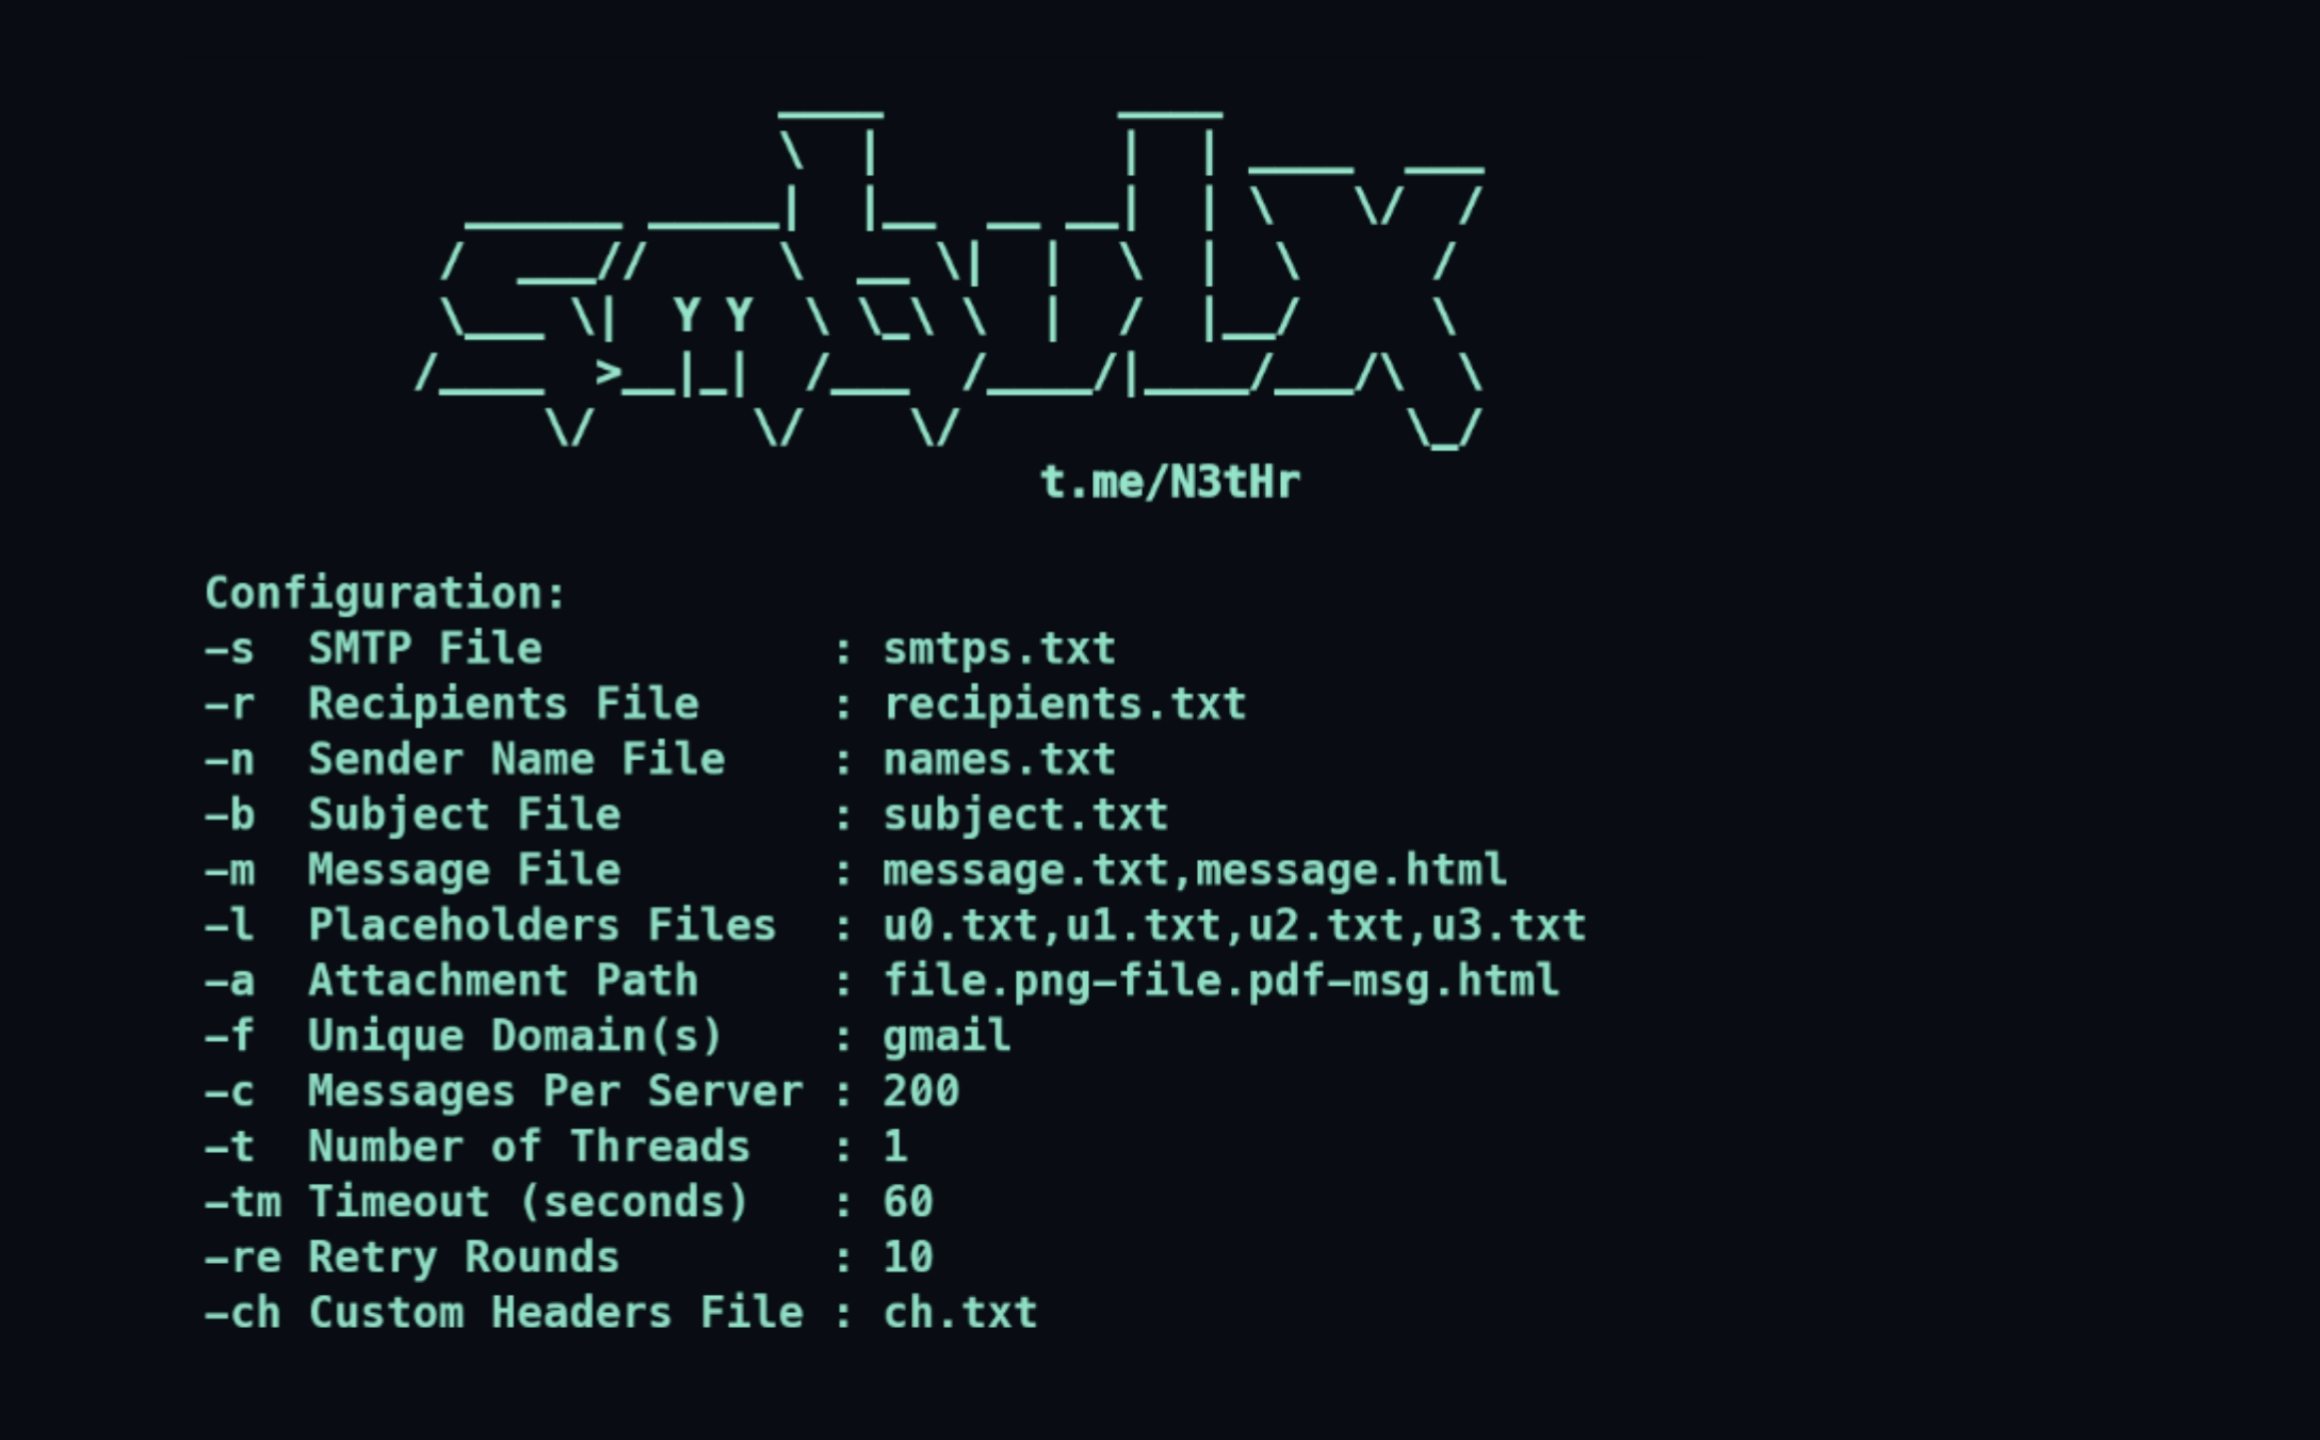 smbulX
t.me/N3tHr
Configuration:
-s SMTP File : smtps.txt
-r Recipients File : recipients.txt
-n Sender Name File : names.txt
-b Subject File : subject.txt
-m Message File : message.txt,message.html
-l Placeholders Files : u0.txt,u1.txt,u2.txt,u3.txt
-a Attachment Path : file.png-file.pdf-msg.html
-f Unique Domain(s) : gmail
-c Messages Per Server : 200
-t Number of Threads : 1
-tm Timeout (seconds) : 60
-re Retry Rounds : 10
-ch Custom Headers File : ch.txt